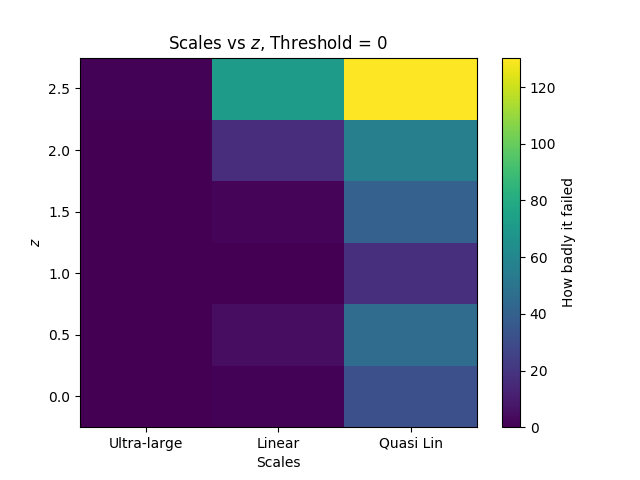 Scales vs z, Threshold = 0
2.5
2.0
1.5
1.0
0.5
0.0
z
Ultra-large
Linear
Quasi Lin
Scales
120
100
80
60
40
20
0
How badly it failed